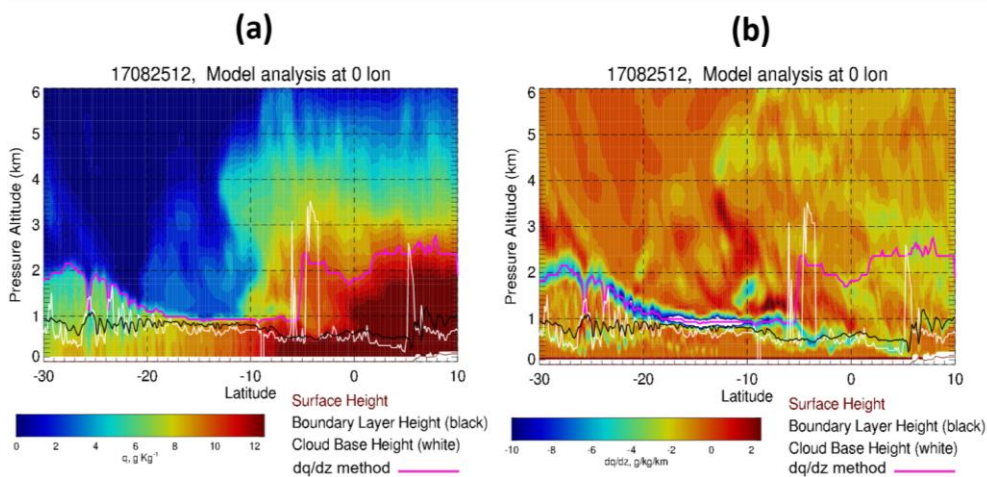 (a)
(b)
17082512, Model analysis at 0 lon
17082512, Model analysis at 0 lon
Pressure Altitude (km)
6
5
4
3
2
1
0
-30
-20
-10
0
10
Latitude
Pressure Altitude (km)
6
5
4
3
2
1
0
-30
-20
-10
0
10
Latitude
0 2 4 6 8 10 12
q, g Kg⁻¹
Surface Height
Boundary Layer Height (black)
Cloud Base Height (white)
dq/dz method
-10 -8 -6 -4 -2 0 2
dq/dz, g/kg/km
Surface Height
Boundary Layer Height (black)
Cloud Base Height (white)
dq/dz method